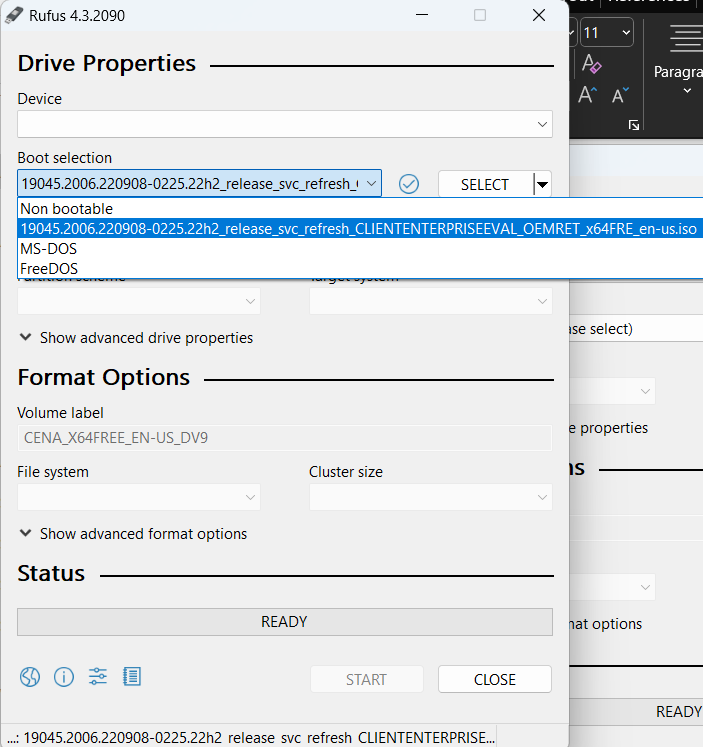 Rufus 4.3.2090
11
Drive Properties
Device
Paragra
A A
Boot selection
19045.2006.220908-0225.22h2_release_svc_refresh_C
SELECT
Non bootable
19045.2006.220908-0225.22h2_release_svc_refresh_CLIENTENTERPRISEEVAL_OEMRET_x64FRE_en-us.iso
MS-DOS
FreeDOS
Show advanced drive properties
ase select)
Format Options
Volume label
CENA_X64FREE_EN-US_DV9
e properties
File system
Cluster size
ns
Show advanced format options
Status
READY
mat options
START
CLOSE
READY
...: 19045.2006.220908-0225.22h2_release_svc_refresh_CLIENTENTERPRISE...